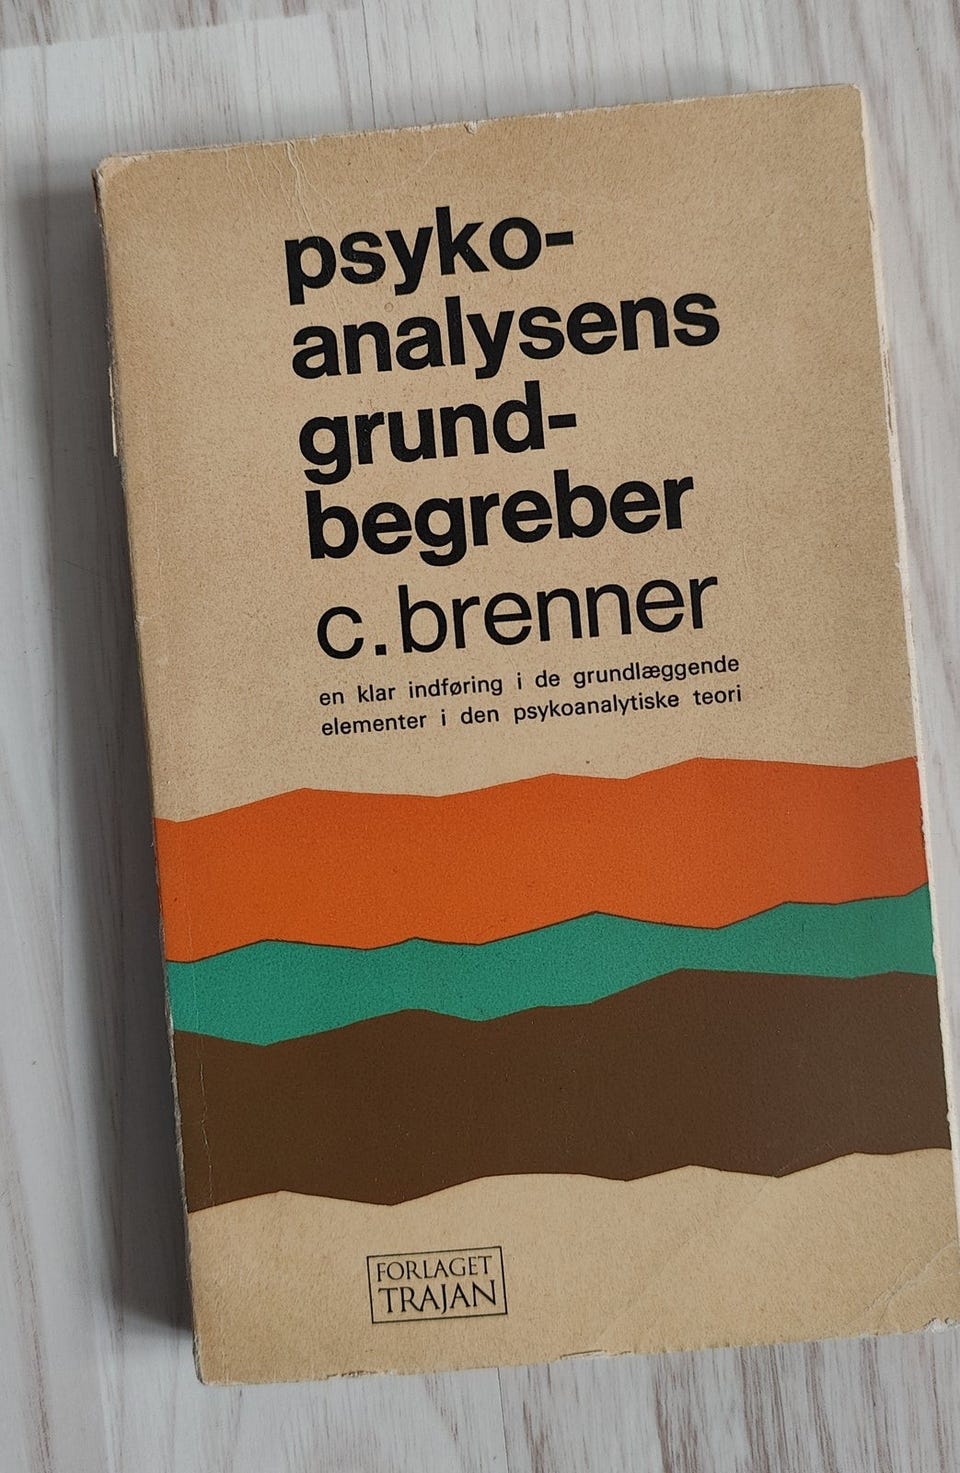 psyko-
analysens
grund-
begreber
c.brenner
en klar indføring i de grundlæggende
elementer i den psykoanalytiske teori
FORLAGET
TRAJAN